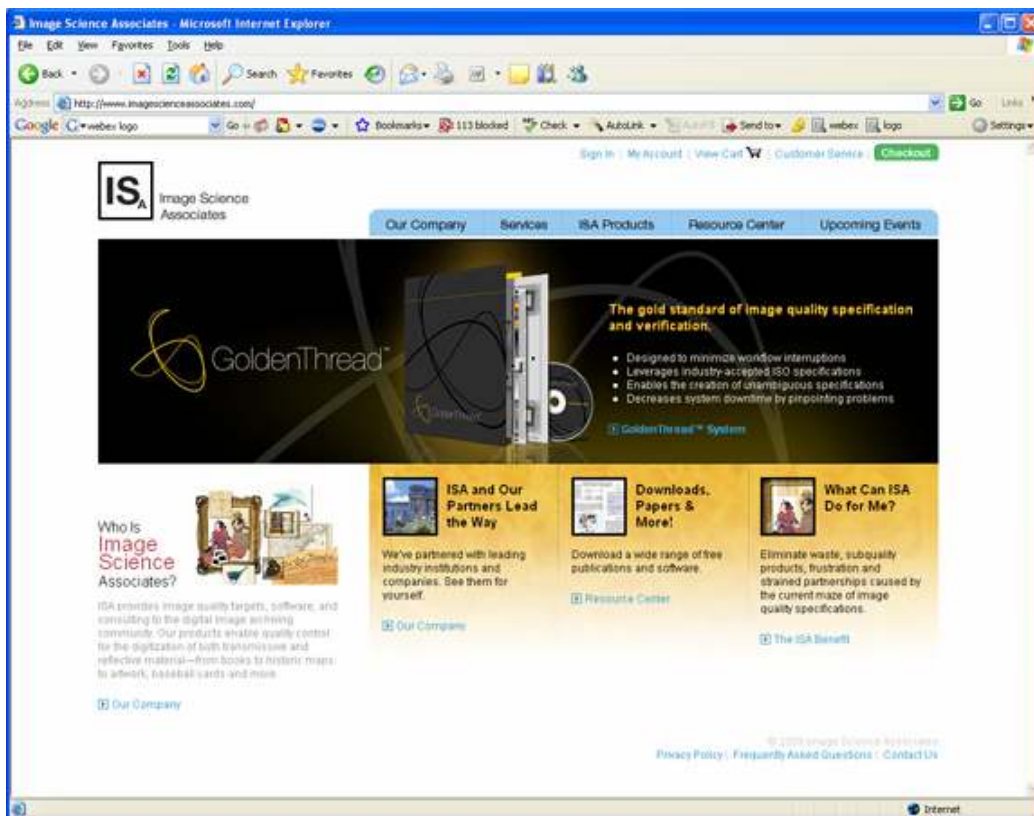 Image Science Associates - Microsoft Internet Explorer
File Edit View Favorites Tools Help
Back Search Favorites
Address http://www.imagescienceassociates.com/ Go Links
Google webex logo Go Bookmarks 113 blocked Check AutoLink Send to webex logo Settings
Sign In | My Account | View Cart | Customer Service | Checkout
ISA
Image Science
Associates
Our Company Services ISA Products Resource Center Upcoming Events
GoldenThread™
GoldenThread
The gold standard of image quality specification
and verification.
• Designed to minimize workflow interruptions
• Leverages industry-accepted ISO specifications
• Enables the creation of unambiguous specifications
• Decreases system downtime by pinpointing problems
GoldenThread™ System
Who Is
Image
Science
Associates?
ISA provides image quality targets, software, and
consulting to the digital image archiving
community. Our products enable quality control
for the digitization of both transmissive and
reflective material—from books to historic maps
to artwork, baseball cards and more.
Our Company
ISA and Our
Partners Lead
the Way
We've partnered with leading
industry institutions and
companies. See them for
yourself.
Our Company
Downloads,
Papers &
More!
Download a wide range of free
publications and software.
Resource Center
What Can ISA
Do for Me?
Eliminate waste, subquality
products, frustration and
strained partnerships caused by
the current maze of image
quality specifications.
The ISA Benefit
Image Science Associates
Privacy Policy | Frequently Asked Questions | Contact Us
Internet